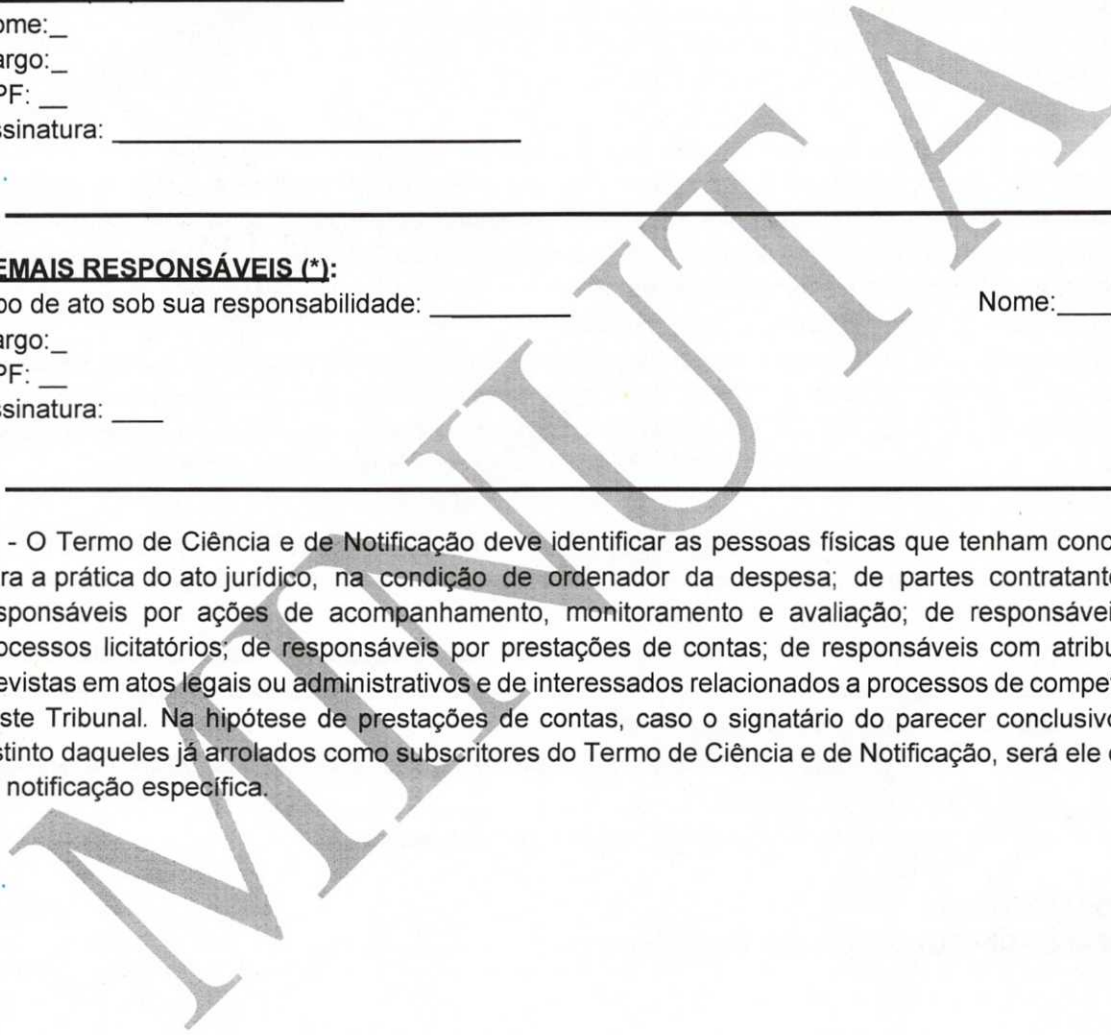 ome:_
argo:_
PF: __
ssinatura: ______________________
EMAIS RESPONSÁVEIS (*):
po de ato sob sua responsabilidade: ________ Nome:____
argo:_
PF: __
ssinatura: ___
- O Termo de Ciência e de Notificação deve identificar as pessoas físicas que tenham conc
ra a prática do ato jurídico, na condição de ordenador da despesa; de partes contratant
sponsáveis por ações de acompanhamento, monitoramento e avaliação; de responsávei
ocessos licitatórios; de responsáveis por prestações de contas; de responsáveis com atribu
evistas em atos legais ou administrativos e de interessados relacionados a processos de compet
ste Tribunal. Na hipótese de prestações de contas, caso o signatário do parecer conclusivo
stinto daqueles já arrolados como subscritores do Termo de Ciência e de Notificação, será ele
notificação específica.
MINUTA